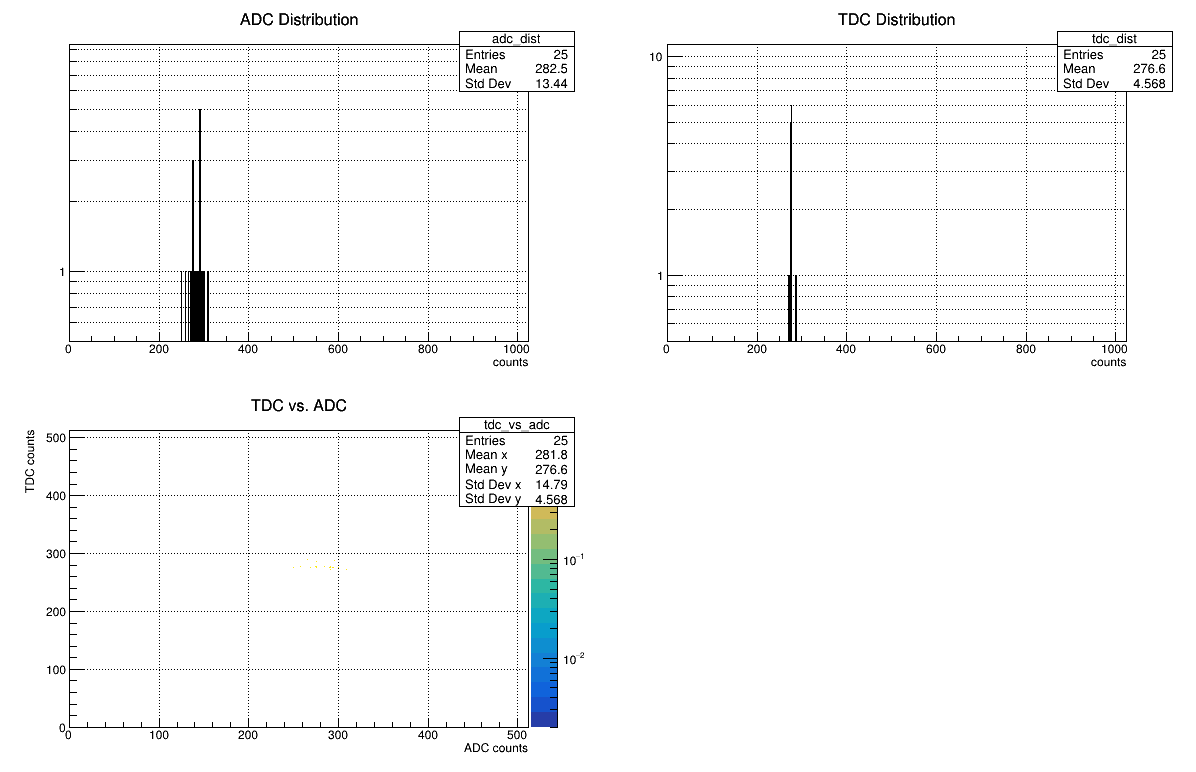 ADC Distribution
adc_dist
Entries 25
Mean 282.5
Std Dev 13.44
1
0 200 400 600 800 1000
counts
TDC Distribution
tdc_dist
Entries 25
Mean 276.6
Std Dev 4.568
10
1
0 200 400 600 800 1000
counts
TDC vs. ADC
tdc_vs_adc
Entries 25
Mean x 281.8
Mean y 276.6
Std Dev x 14.79
Std Dev y 4.568
TDC counts
500
400
300
200
100
0
10⁻¹
10⁻²
0 100 200 300 400 500
ADC counts